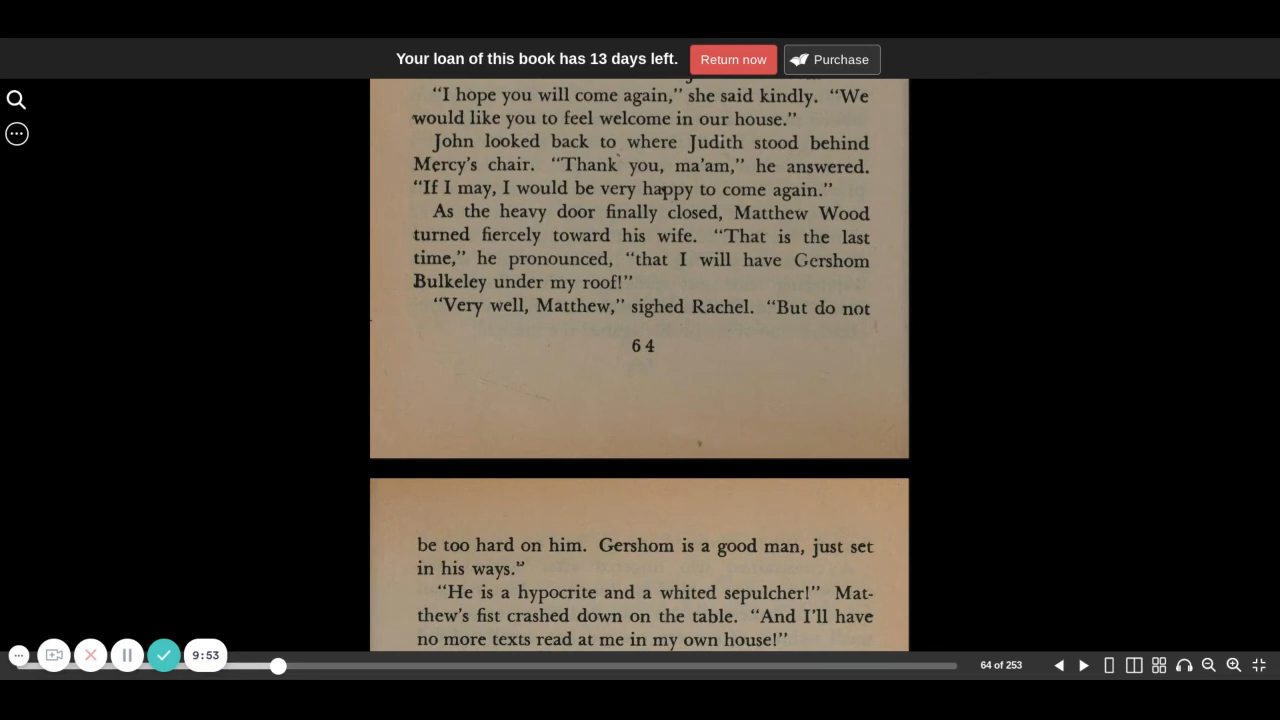 Your loan of this book has 13 days left. Return now Purchase
“I hope you will come again,” she said kindly. “We
would like you to feel welcome in our house.”
John looked back to where Judith stood behind
Mercy’s chair. “Thank you, ma’am,” he answered.
“If I may, I would be very happy to come again.”
As the heavy door finally closed, Matthew Wood
turned fiercely toward his wife. “That is the last
time,” he pronounced, “that I will have Gershom
Bulkeley under my roof!”
“Very well, Matthew,” sighed Rachel. “But do not
64
be too hard on him. Gershom is a good man, just set
in his ways.”
“He is a hypocrite and a whited sepulcher!” Mat-
thew’s fist crashed down on the table. “And I’ll have
no more texts read at me in my own house!”
9:53
64 of 253